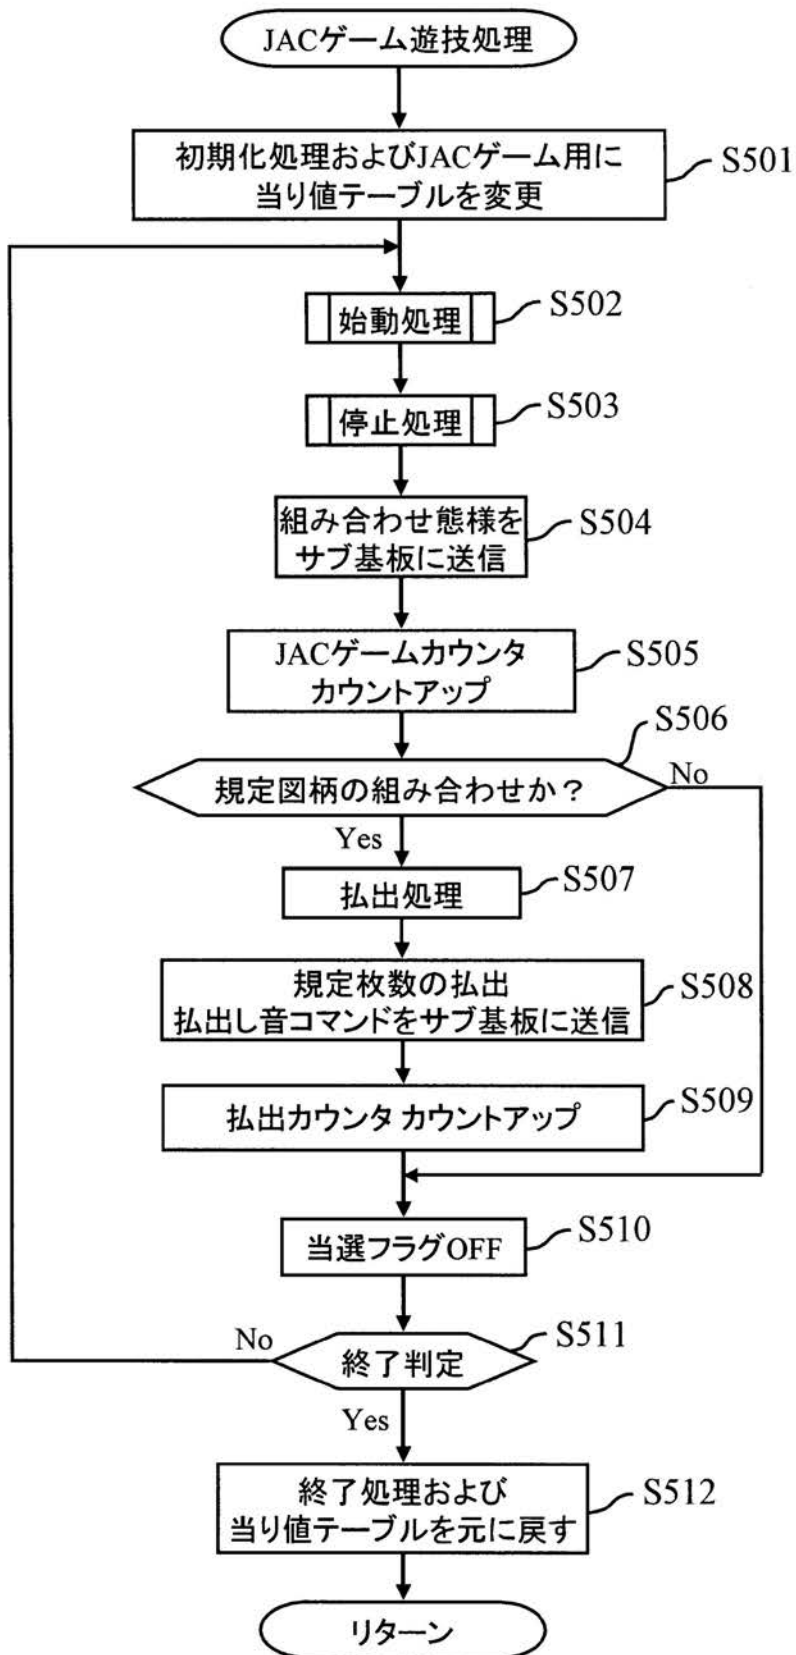 JACゲーム遊技処理
初期化処理およびJACゲーム用に
当り値テーブルを変更
S501
始動処理
S502
停止処理
S503
組み合わせ態様を
サブ基板に送信
S504
JACゲームカウンタ
カウントアップ
S505
S506
規定図柄の組み合わせか？
No
Yes
払出処理
S507
規定枚数の払出
払出し音コマンドをサブ基板に送信
S508
払出カウンタ カウントアップ
S509
当選フラグOFF
S510
No
終了判定
S511
Yes
終了処理および
当り値テーブルを元に戻す
S512
リターン